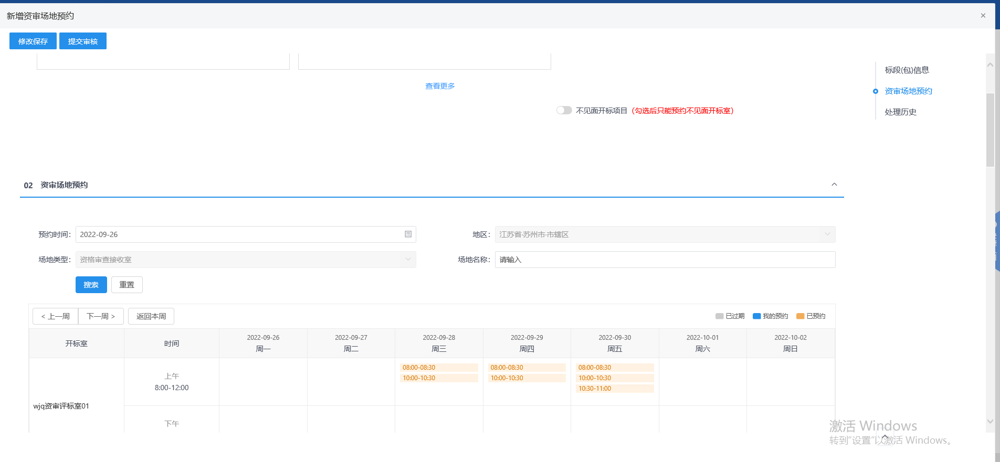 新增资审场地预约
修改保存 提交审核
标段(包)信息
查看更多
资审场地预约
不见面开标项目 (勾选后只能预约不见面开标室)
处理历史
02 资审场地预约
预约时间: 2022-09-26 地区: 江苏省·苏州市·市辖区
场地类型: 资格审查接收室 场地名称: 请输入
搜索 重置
< 上一周 下一周 > 返回本周 已过期 我的预约 已预约
开标室 时间 2022-09-26 2022-09-27 2022-09-28 2022-09-29 2022-09-30 2022-10-01 2022-10-02
周一 周二 周三 周四 周五 周六 周日
08:00-08:30 08:00-08:30 08:00-08:30
上午 10:00-10:30 10:00-10:30 10:00-10:30
8:00-12:00 10:30-11:00
wjq资审评标室01
下午
激活 Windows
转到“设置”以激活 Windows。